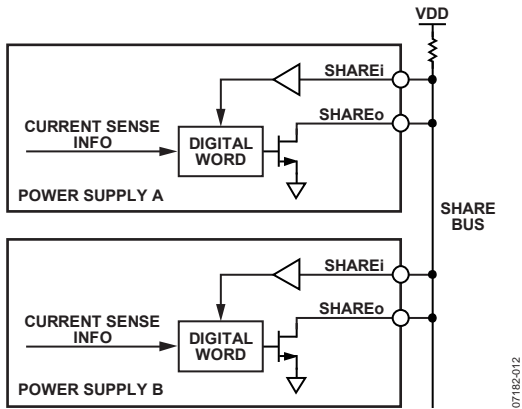 VDD
SHAREi
SHAREo
CURRENT SENSE
INFO
DIGITAL
WORD
POWER SUPPLY A
SHARE
BUS
SHAREi
SHAREo
CURRENT SENSE
INFO
DIGITAL
WORD
POWER SUPPLY B
07182-012